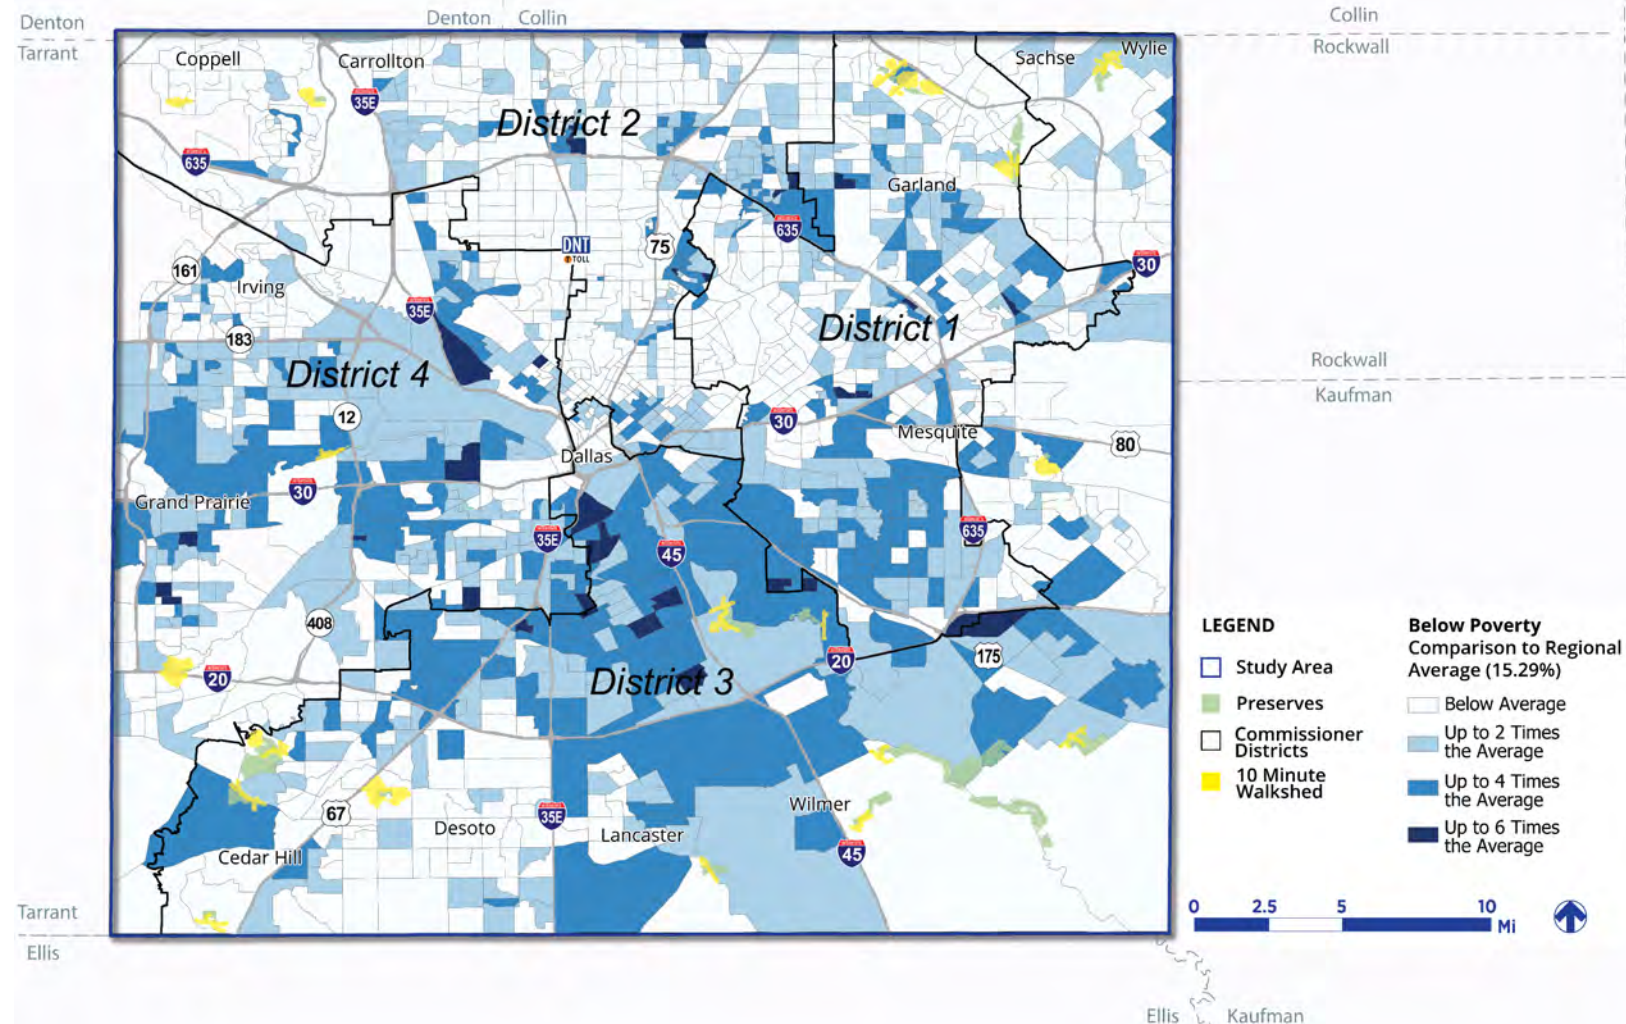 Denton
Tarrant
Denton
Collin
Collin
Rockwall
Coppell
Carrollton
Sachse
Wylie
35E
District 2
635
Garland
635
DNT
TOLL
75
161
30
Irving
35E
District 1
183
District 4
Rockwall
Kaufman
12
30
Mesquite
80
Dallas
30
Grand Prairie
635
35E
45
408
175
20
20
District 3
67
35E
Wilmer
Desoto
Lancaster
45
Cedar Hill
LEGEND
Study Area
Preserves
Commissioner
Districts
10 Minute
Walkshed
Below Poverty
Comparison to Regional
Average (15.29%)
Below Average
Up to 2 Times
the Average
Up to 4 Times
the Average
Up to 6 Times
the Average
0 2.5 5 10
Mi
Tarrant
Ellis
Ellis
Kaufman